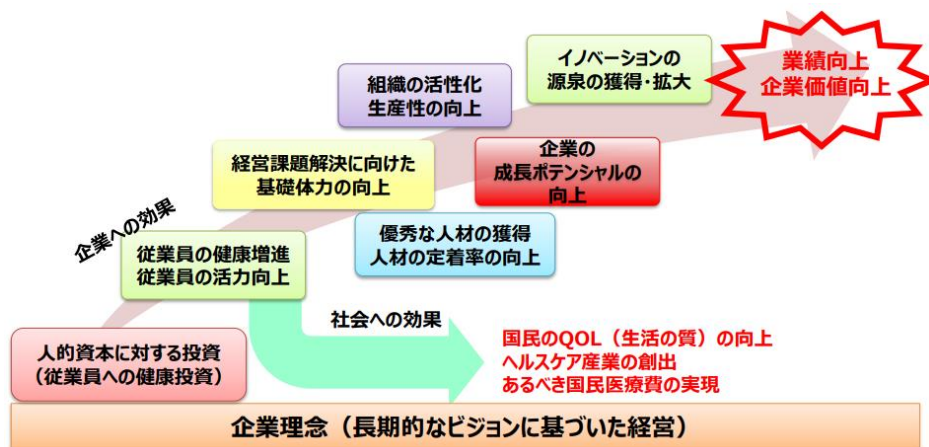 イノベーションの
源泉の獲得・拡大
業績向上
企業価値向上
組織の活性化
生産性の向上
経営課題解決に向けた
基礎体力の向上
企業の
成長ポテンシャルの
向上
企業への効果
優秀な人材の獲得
人材の定着率の向上
従業員の健康増進
従業員の活力向上
社会への効果
人的資本に対する投資
（従業員への健康投資）
国民のQOL（生活の質）の向上
ヘルスケア産業の創出
あるべき国民医療費の実現
企業理念（長期的なビジョンに基づいた経営）